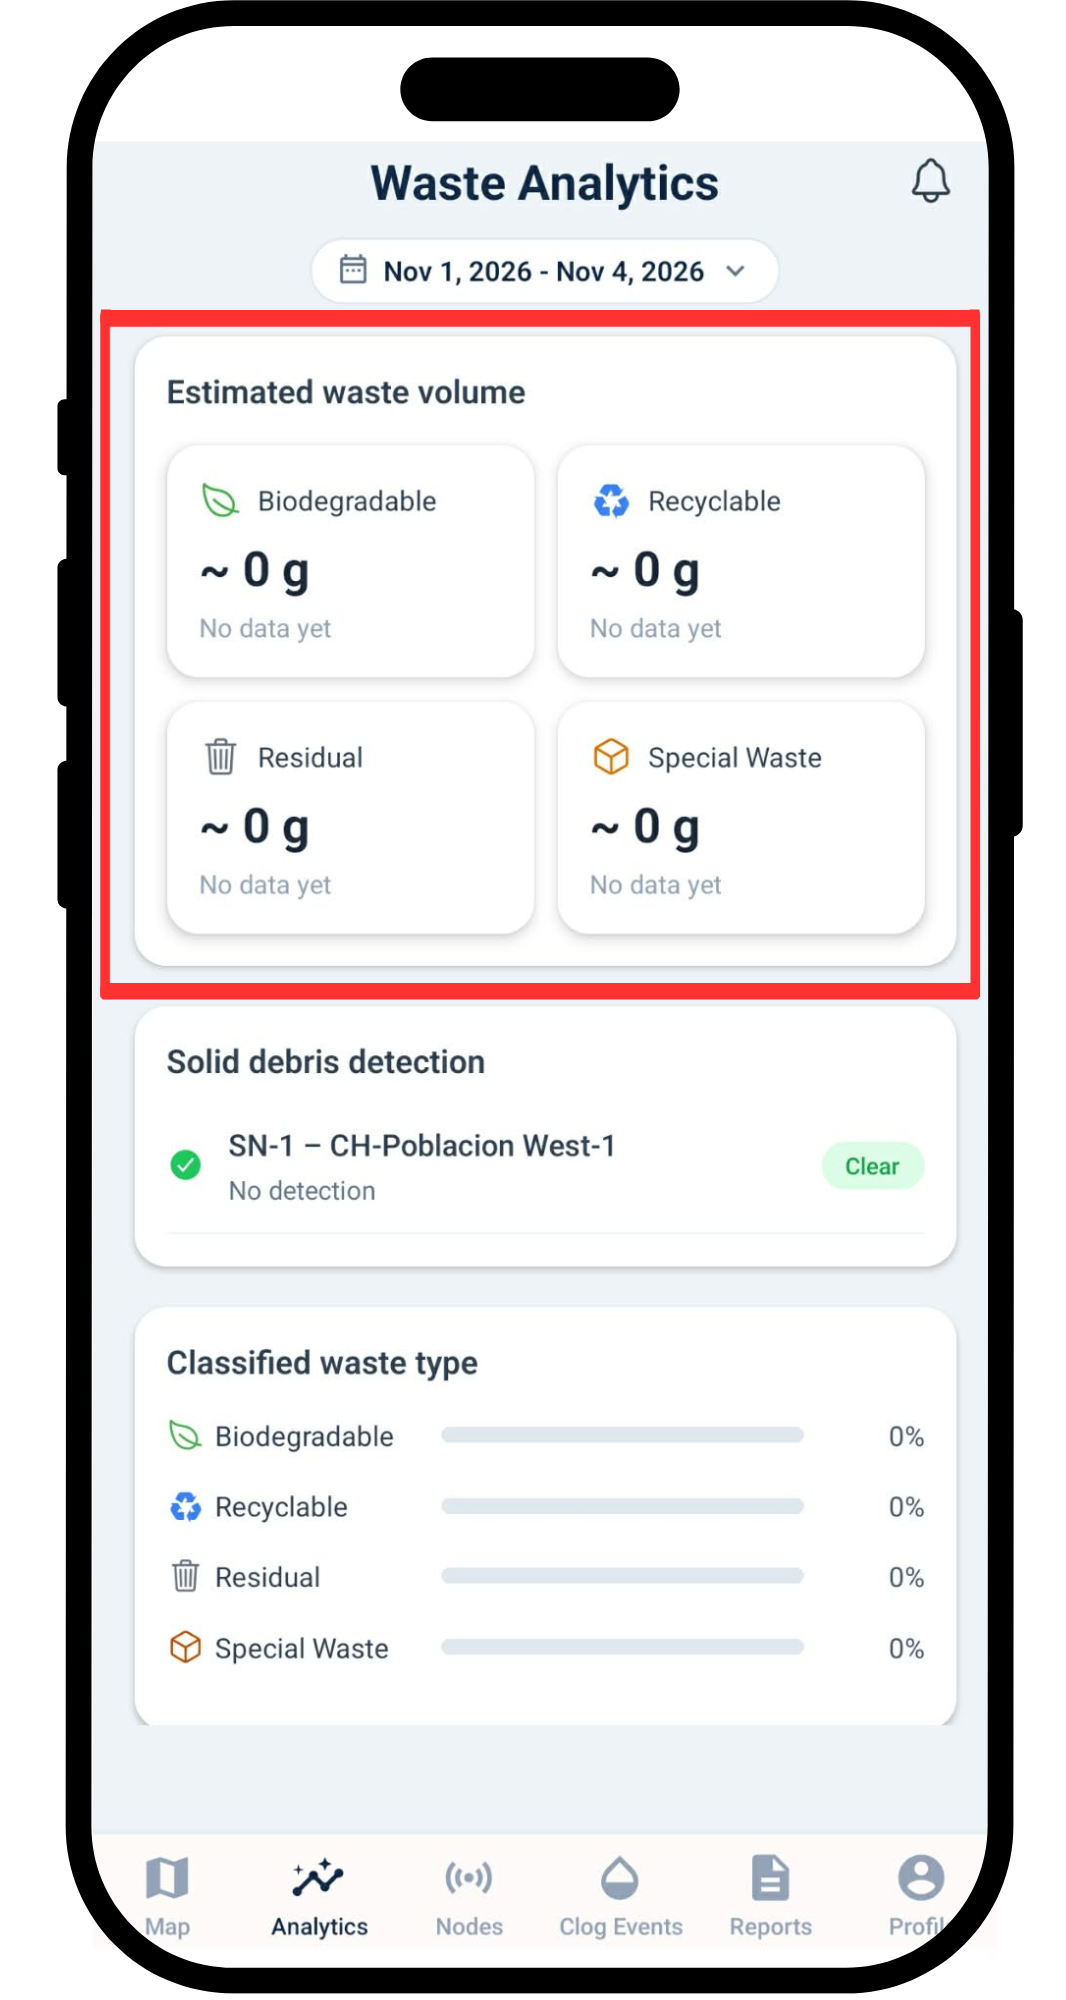 Waste Analytics
Nov 1, 2026 - Nov 4, 2026
Estimated waste volume
Biodegradable
~ 0 g
No data yet
Recyclable
~ 0 g
No data yet
Residual
~ 0 g
No data yet
Special Waste
~ 0 g
No data yet
Solid debris detection
SN-1 – CH-Poblacion West-1
No detection
Clear
Classified waste type
Biodegradable 0%
Recyclable 0%
Residual 0%
Special Waste 0%
Map Analytics Nodes Clog Events Reports Profil